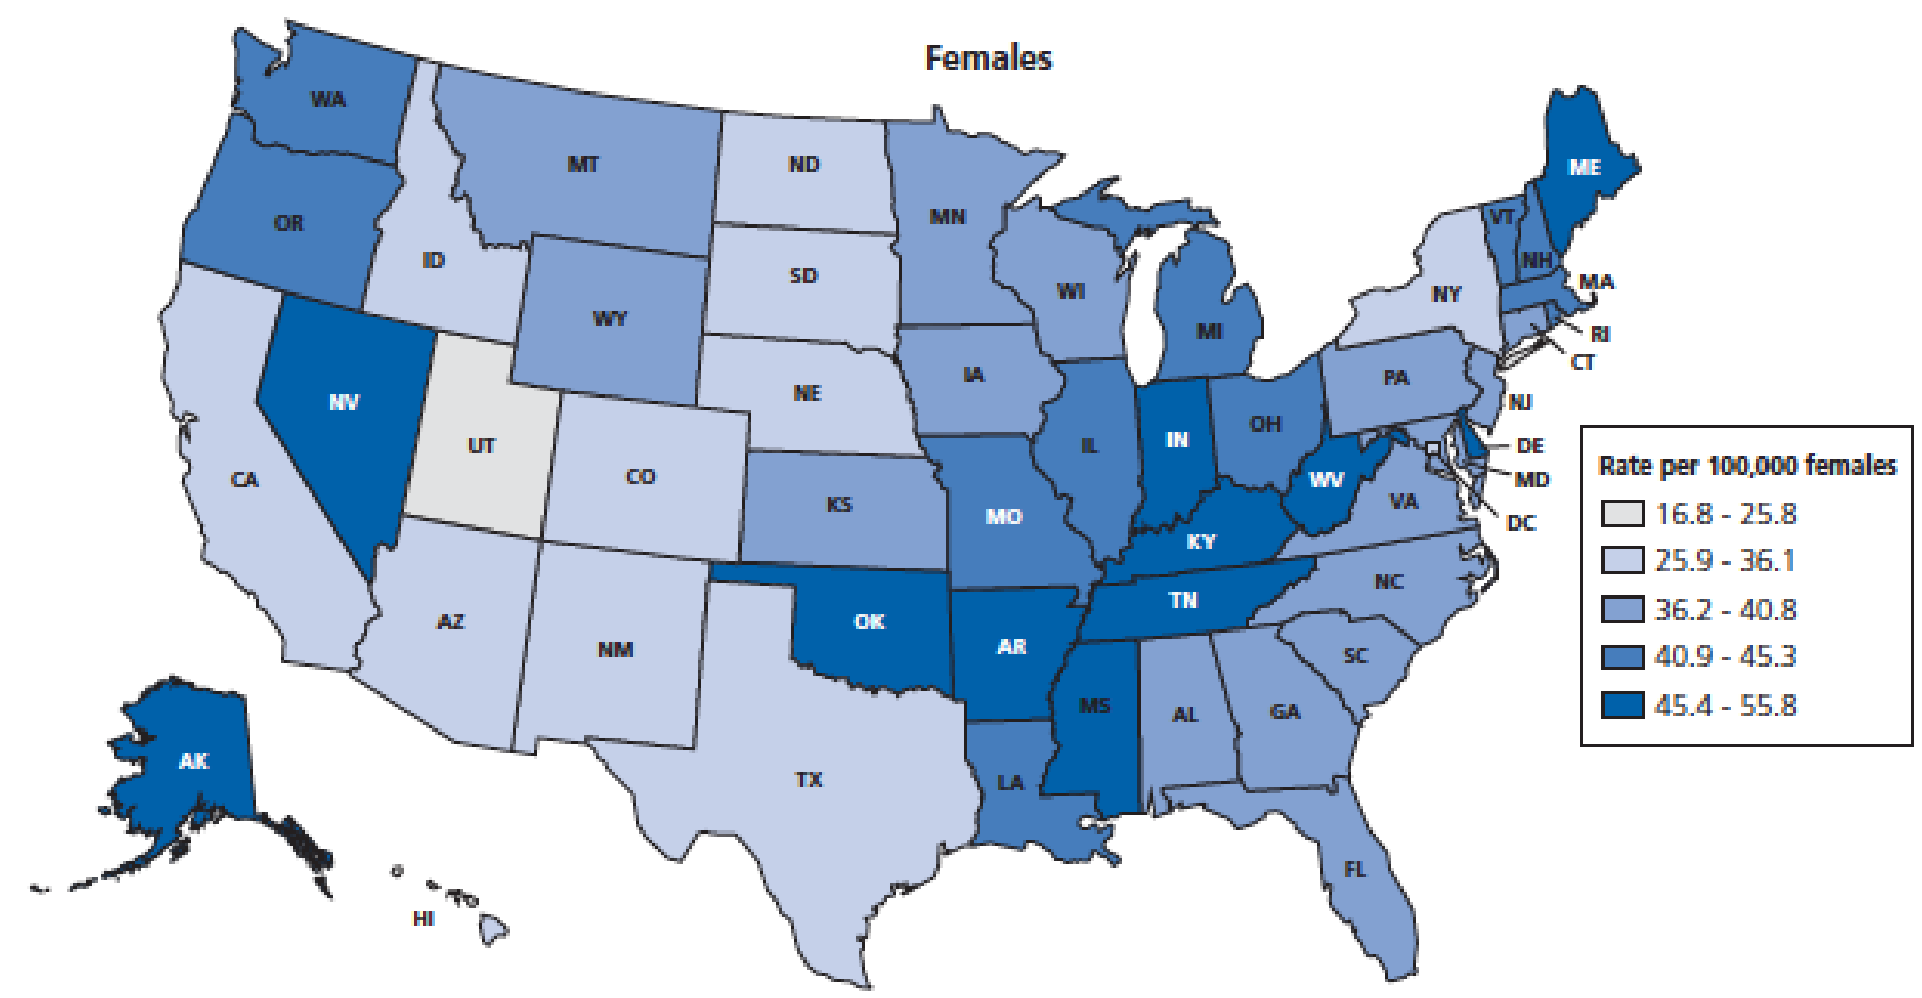 Females
WA
MT
ND
MN
ME
OR
ID
SD
WI
VT
NH
MA
NY
WY
MI
RI
CT
NV
UT
NE
IA
PA
NJ
CA
CO
KS
MO
IL
IN
OH
WV
VA
DE
MD
DC
KY
AZ
NM
OK
AR
TN
NC
SC
AK
TX
LA
MS
AL
GA
FL
HI
Rate per 100,000 females
16.8 - 25.8
25.9 - 36.1
36.2 - 40.8
40.9 - 45.3
45.4 - 55.8